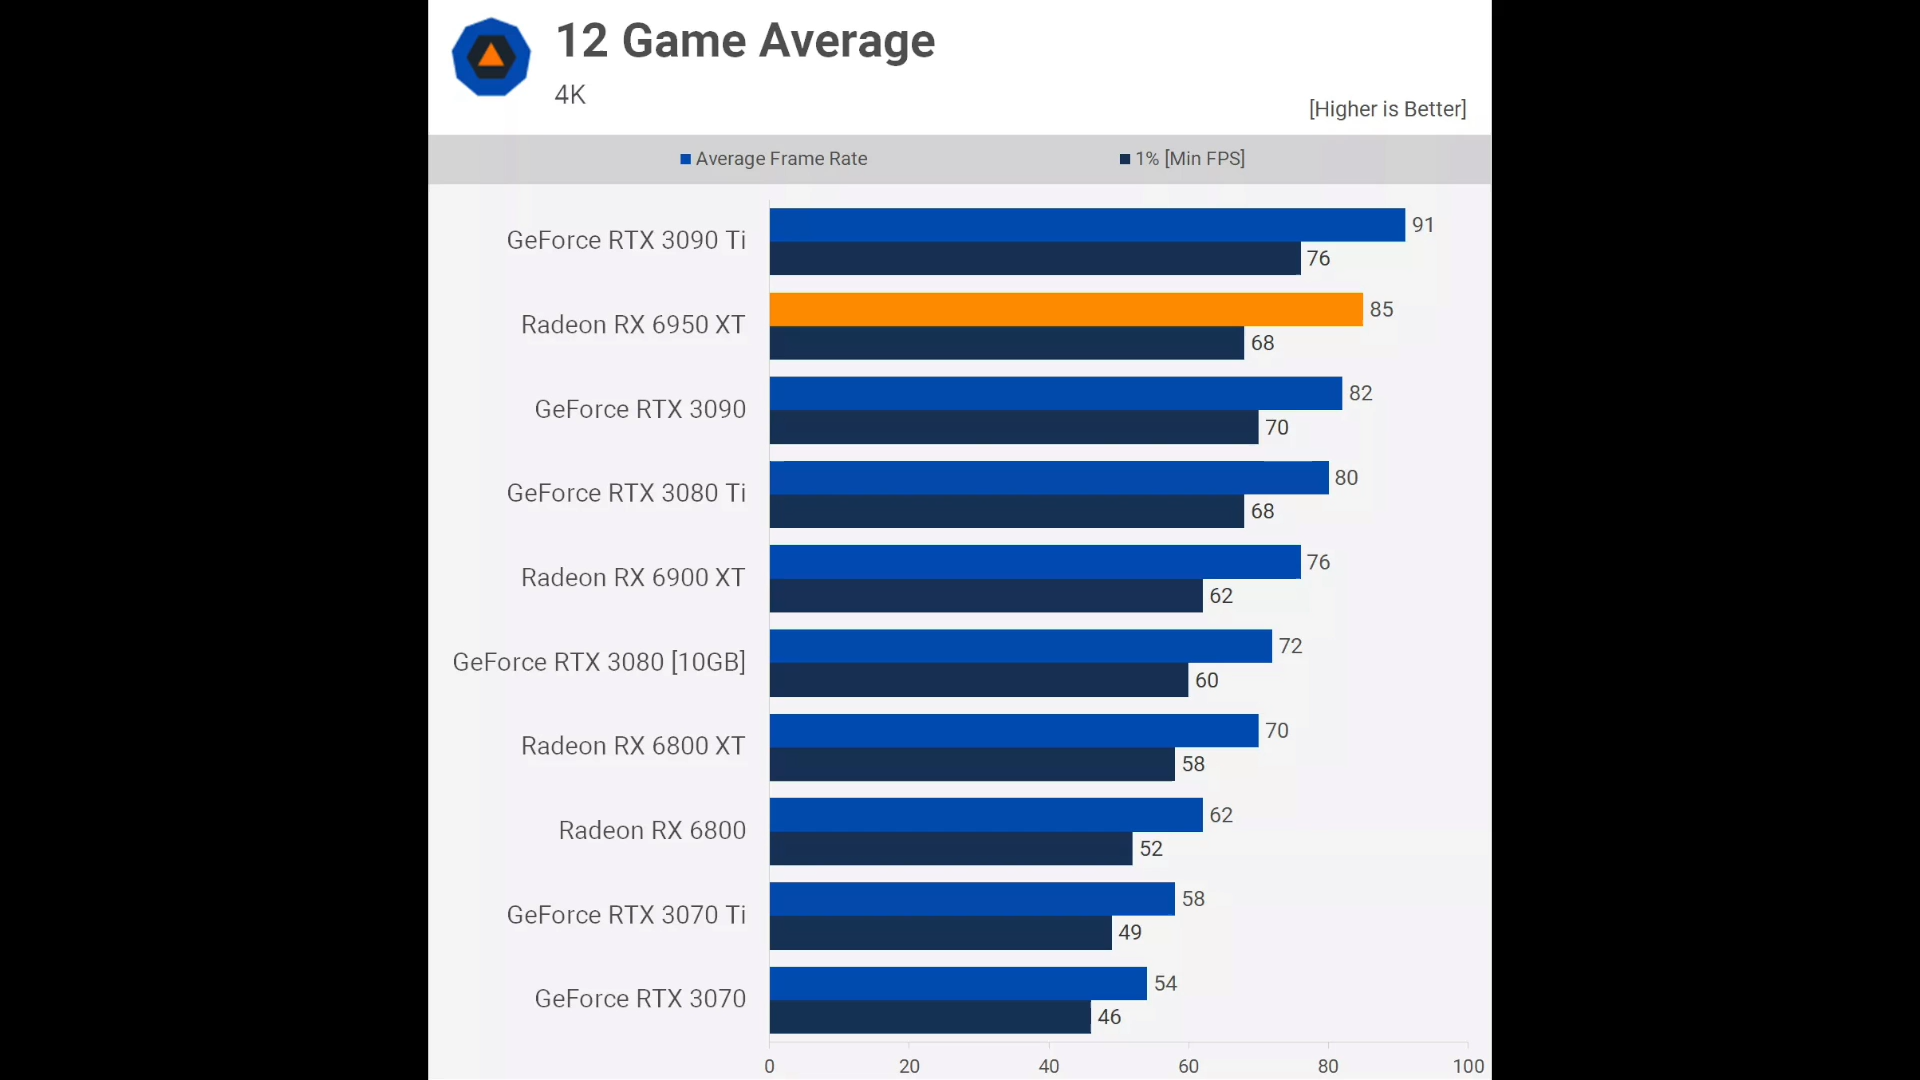 12 Game Average
4K
[Higher is Better]
Average Frame Rate 1% [Min FPS]
GeForce RTX 3090 Ti 91 76
Radeon RX 6950 XT 85 68
GeForce RTX 3090 82 70
GeForce RTX 3080 Ti 80 68
Radeon RX 6900 XT 76 62
GeForce RTX 3080 [10GB] 72 60
Radeon RX 6800 XT 70 58
Radeon RX 6800 62 52
GeForce RTX 3070 Ti 58 49
GeForce RTX 3070 54 46
0 20 40 60 80 100